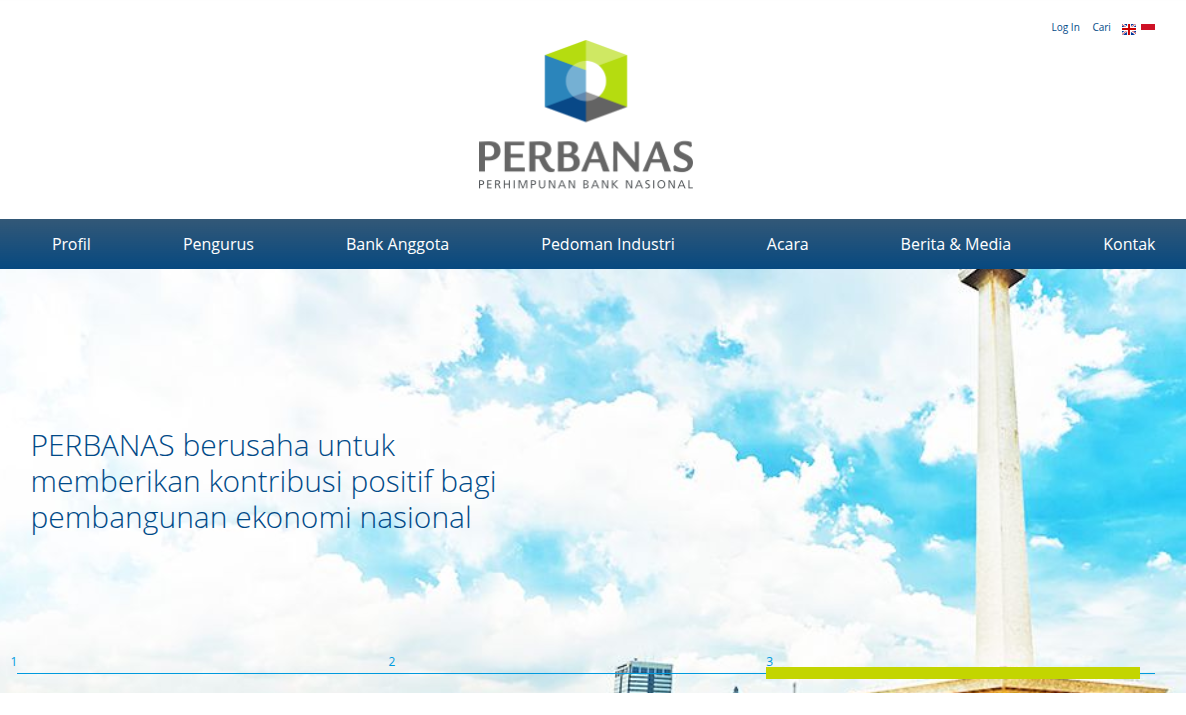 Log In Cari
PERBANAS
PERHIMPUNAN BANK NASIONAL
Profil Pengurus Bank Anggota Pedoman Industri Acara Berita & Media Kontak
PERBANAS berusaha untuk
memberikan kontribusi positif bagi
pembangunan ekonomi nasional
1 2 3